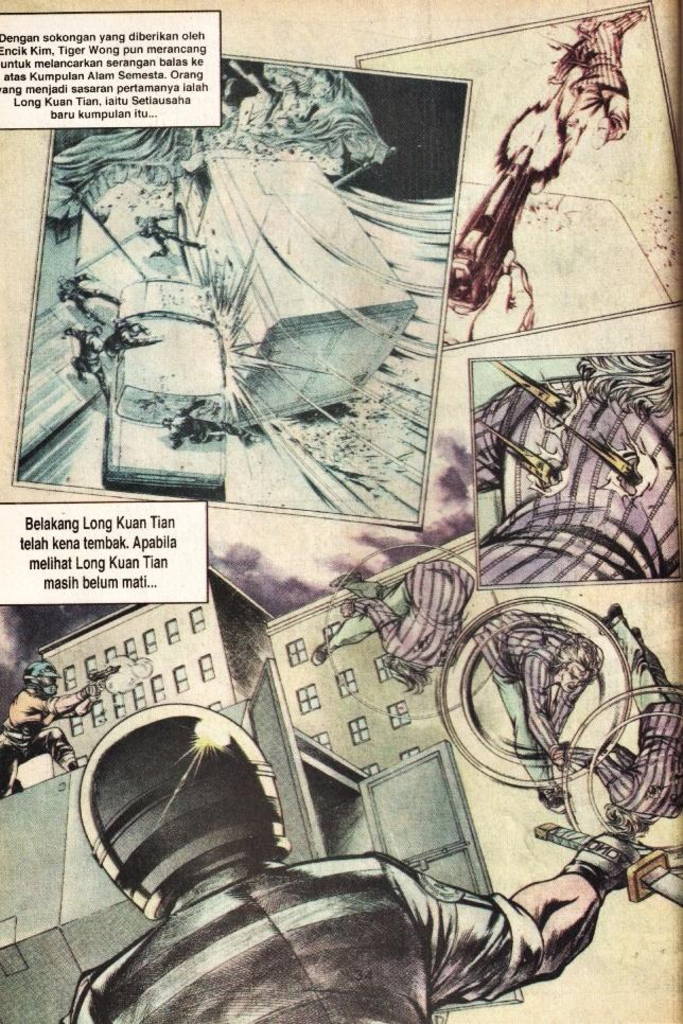 Dengan sokongan yang diberikan oleh
Encik Kim, Tiger Wong pun merancang
untuk melancarkan serangan balas ke
atas Kumpulan Alam Semesta. Orang
yang menjadi sasaran pertamanya ialah
Long Kuan Tian, iaitu Setiausaha
baru kumpulan itu...
Belakang Long Kuan Tian
telah kena tembak. Apabila
melihat Long Kuan Tian
masih belum mati...
34